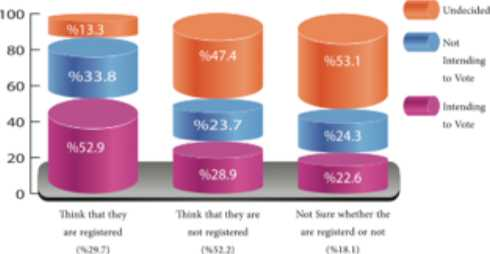 100
80
60
40
20
0
%13.3
%33.8
%52.9
%47.4
%23.7
%28.9
%53.1
%24.3
%22.6
Undecided
Not
Intending
to Vote
Intending
to Vote
Think that they
are registered
(%29.7)
Think that they are
not registered
(%52.2)
Not Sure whether the
are registerd or not
(%18.1)